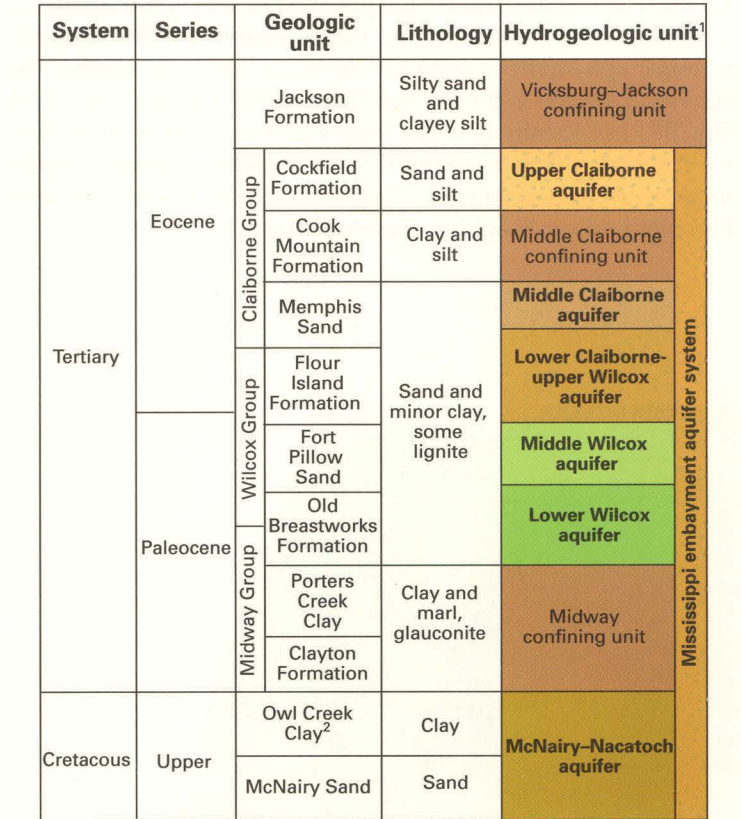 System
Series
Geologic
unit
Lithology
Hydrogeologic unit¹
Tertiary
Eocene
Jackson
Formation
Silty sand
and
clayey silt
Vicksburg–Jackson
confining unit
Claiborne Group
Cockfield
Formation
Sand and
silt
Upper Claiborne
aquifer
Mississippi embayment aquifer system
Cook
Mountain
Formation
Clay and
silt
Middle Claiborne
confining unit
Memphis
Sand
Sand and
minor clay,
some
lignite
Middle Claiborne
aquifer
Lower Claiborne-
upper Wilcox
aquifer
Wilcox Group
Flour
Island
Formation
Paleocene
Fort
Pillow
Sand
Middle Wilcox
aquifer
Old
Breastworks
Formation
Lower Wilcox
aquifer
Midway Group
Porters
Creek
Clay
Clay and
marl,
glauconite
Midway
confining unit
Clayton
Formation
Cretacous
Upper
Owl Creek
Clay²
Clay
McNairy–Nacatoch
aquifer
McNairy Sand
Sand